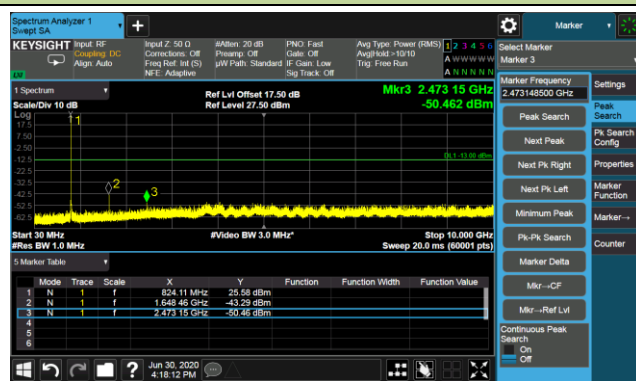 Spectrum Analyzer 1
Swept SA
Marker
KEYSIGHT
Input: RF
Coupling: DC
Align: Auto
Input Z: 50 Ω
Corrections: Off
Freq Ref: Int (S)
NFE: Adaptive
#Atten: 20 dB
Preamp: Off
µW Path: Standard
PNO: Fast
Gate: Off
IF Gain: Low
Sig Track: Off
Avg Type: Power (RMS)
Avg|Hold:>10/10
Trig: Free Run
1 2 3 4 5 6
A W W W W W
A N N N N N
LW
Select Marker
Marker 3
1 Spectrum
Scale/Div 10 dB
Ref Lvl Offset 17.50 dB
Ref Level 27.50 dBm
Mkr3 2.473 15 GHz
-50.462 dBm
Log
17.5
7.50
-2.50
-12.5
-22.5
-32.5
-42.5
-52.5
-62.5
1
2
3
DL1 -13.00 dBm
Start 30 MHz
#Res BW 1.0 MHz
#Video BW 3.0 MHz*
Stop 10.000 GHz
Sweep 20.0 ms (60001 pts)
5 Marker Table
Mode Trace Scale X Y Function Function Width Function Value
1 N 1 f 824.11 MHz 25.58 dBm
2 N 1 f 1.648 46 GHz -43.29 dBm
3 N 1 f 2.473 15 GHz -50.46 dBm
4
5
6
Marker Frequency
2.473148500 GHz
Peak Search
Next Peak
Next Pk Right
Next Pk Left
Minimum Peak
Pk-Pk Search
Marker Delta
Mkr→CF
Mkr→Ref Lvl
Continuous Peak
Search
On
Off
Settings
Peak
Search
Pk Search
Config
Properties
Marker
Function
Marker→
Counter
Jun 30, 2020
4:18:12 PM